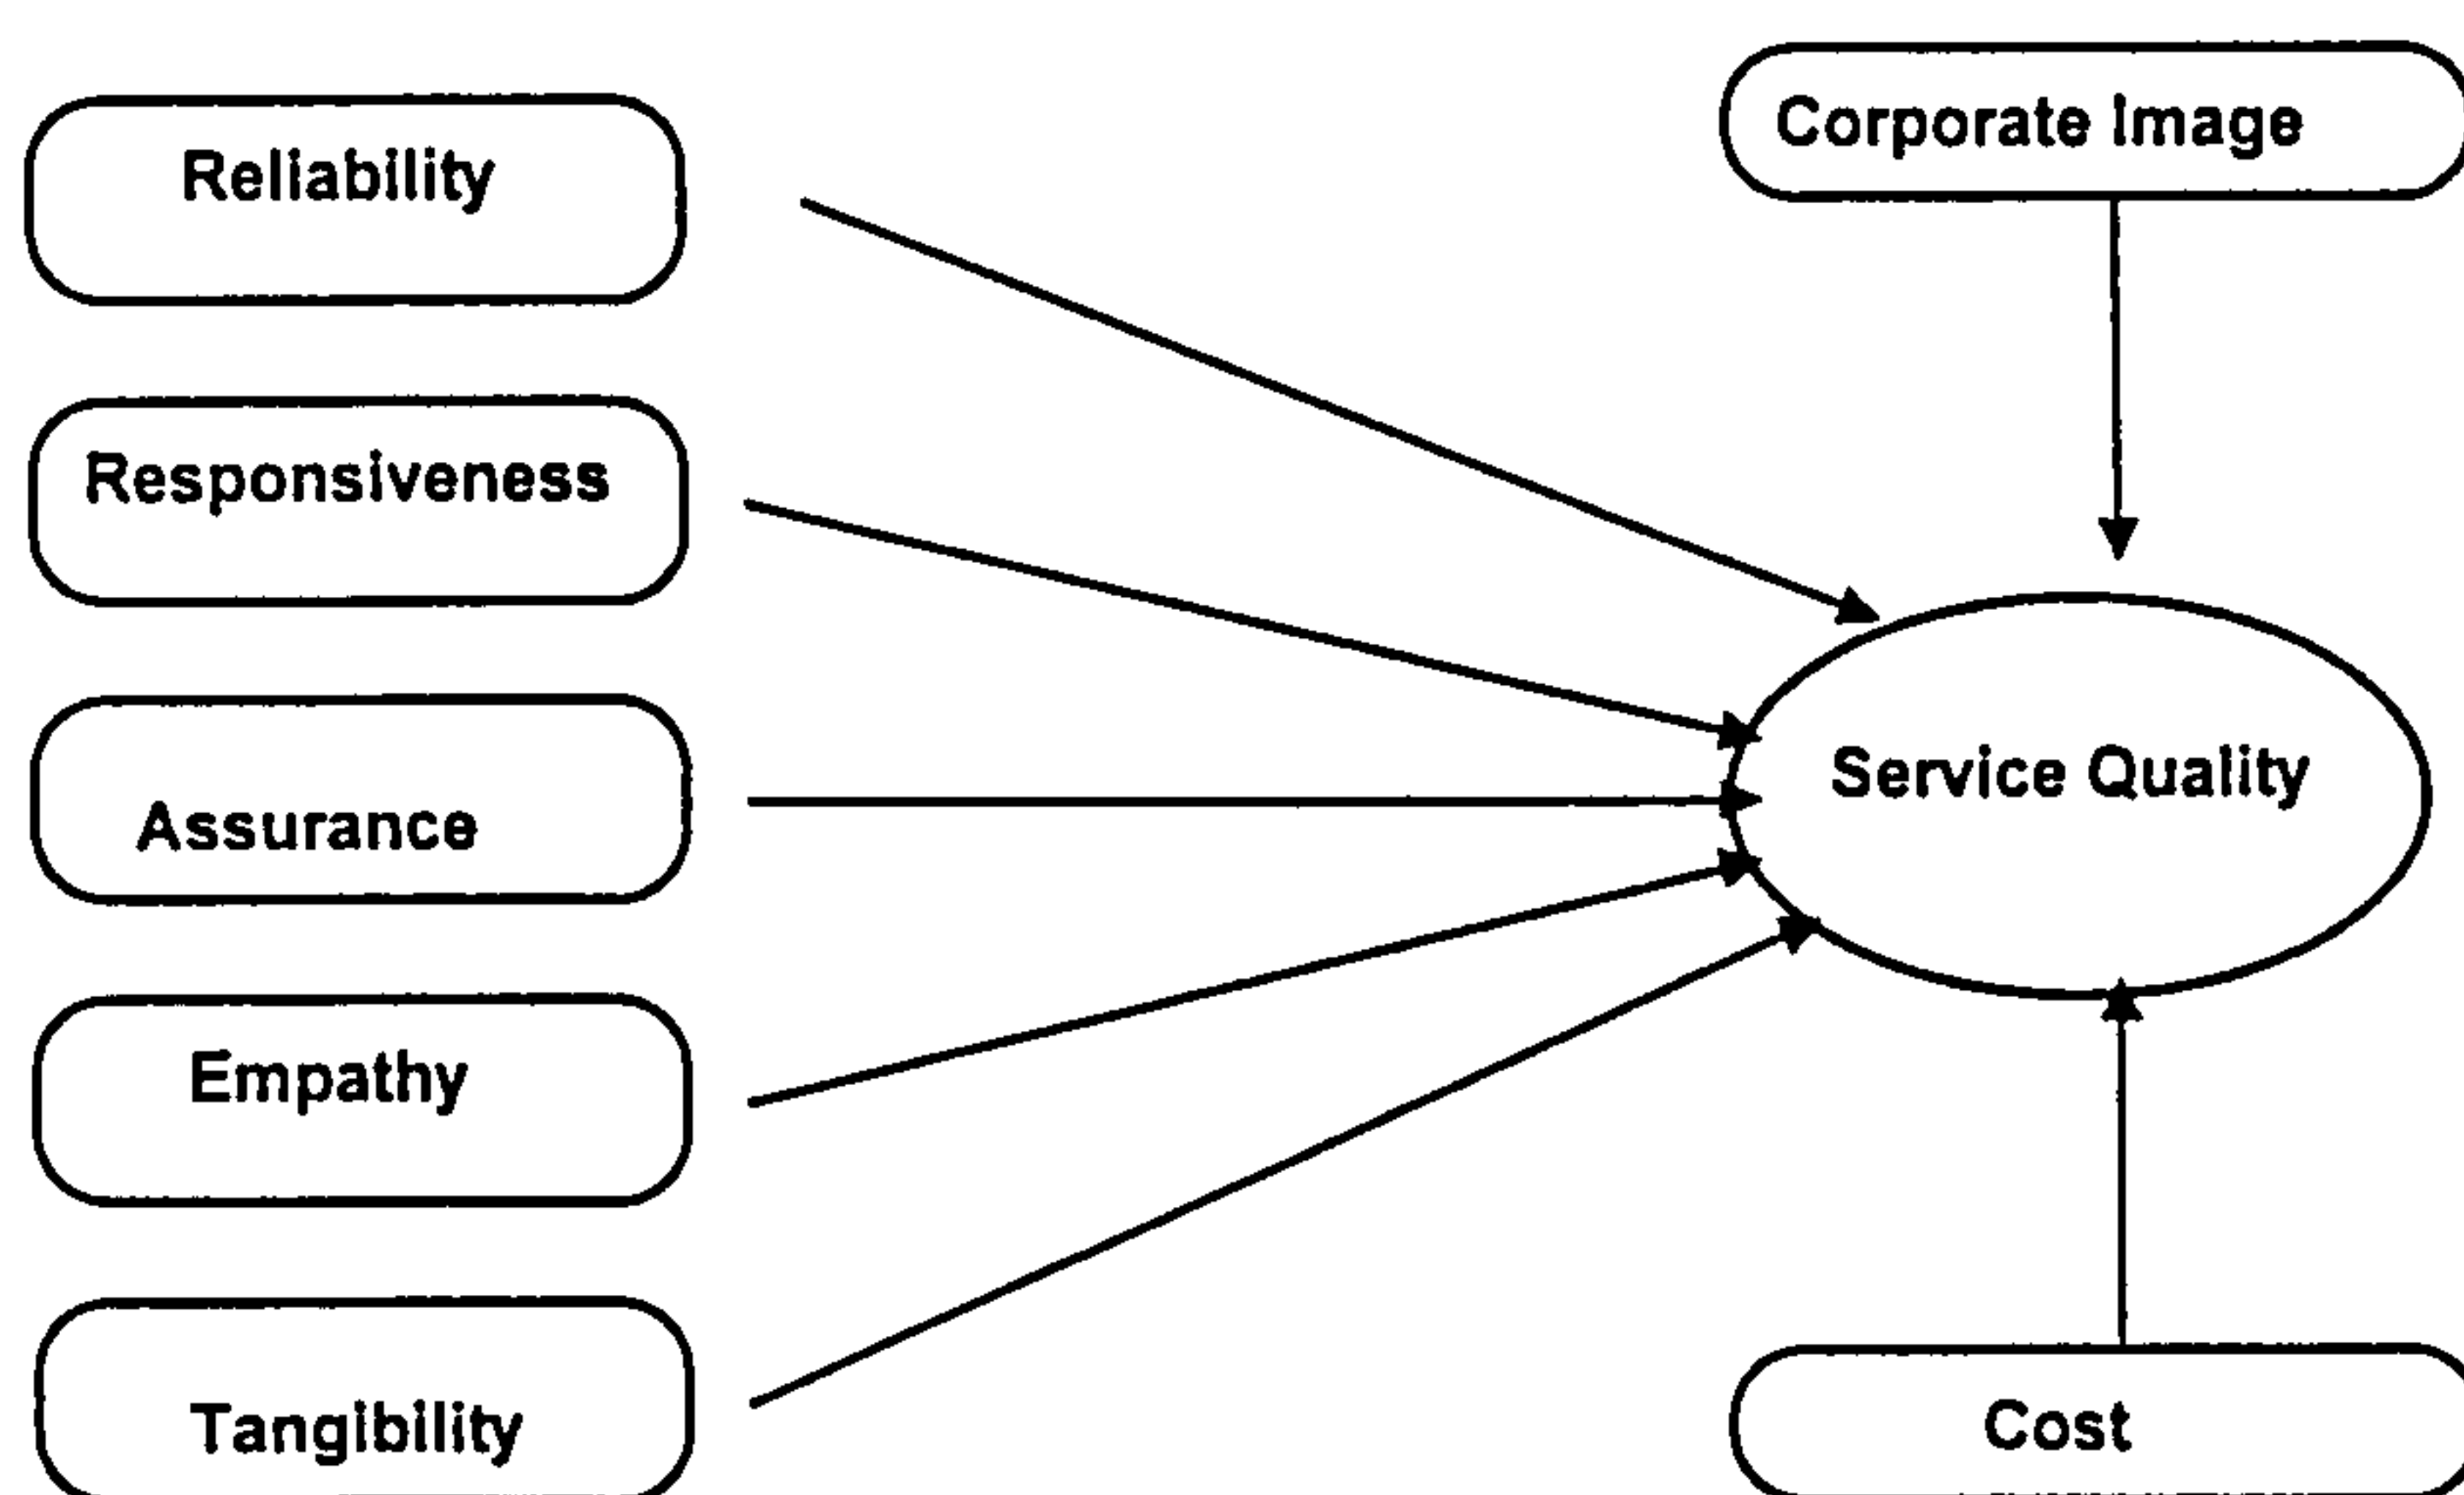 Reliability
Responsiveness
Assurance
Empathy
Tangibility
Corporate Image
Service Quality
Cost